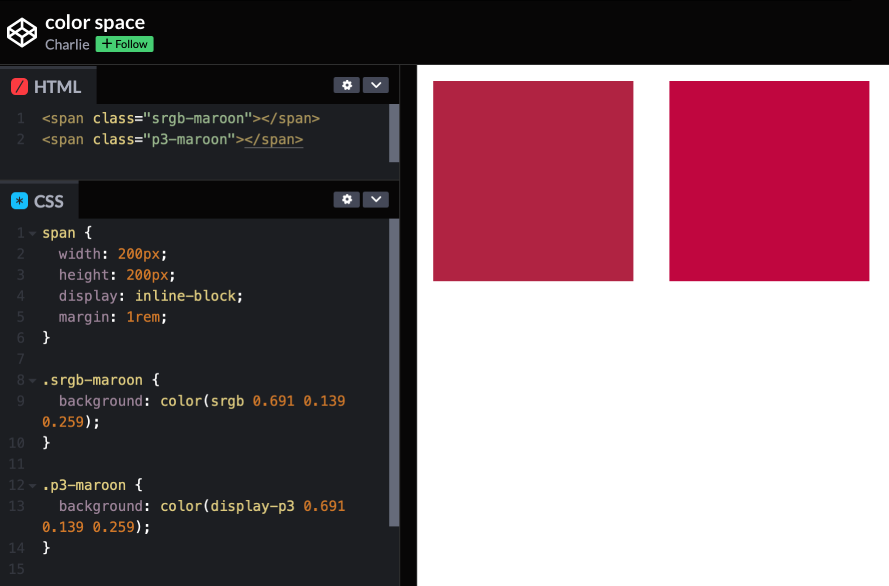 color space
Charlie + Follow
HTML
1 <span class="srgb-maroon"></span>
2 <span class="p3-maroon"></span>
CSS
1 span {
2 width: 200px;
3 height: 200px;
4 display: inline-block;
5 margin: 1rem;
6 }
7
8 .srgb-maroon {
9 background: color(srgb 0.691 0.139
0.259);
10 }
11
12 .p3-maroon {
13 background: color(display-p3 0.691
0.139 0.259);
14 }
15